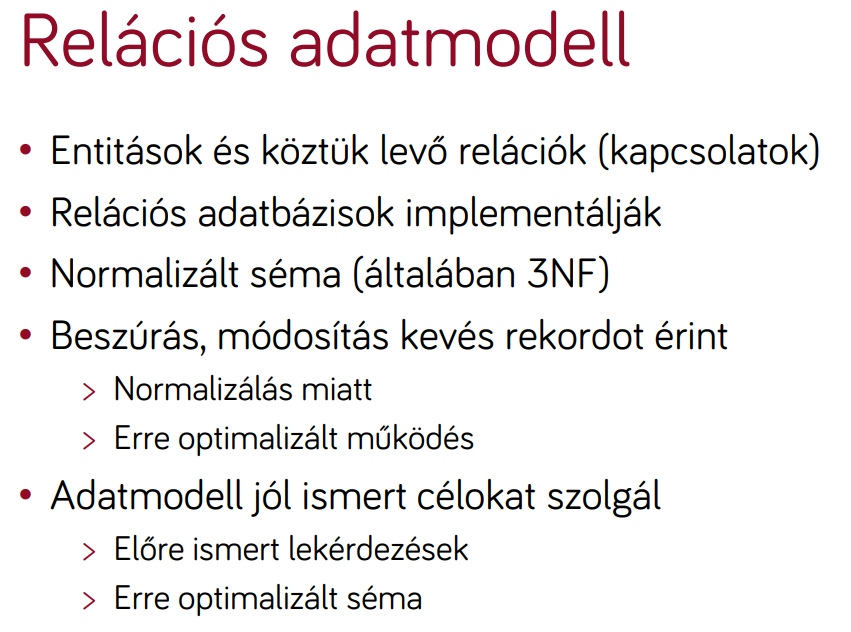 Relációs adatmodell
• Entitások és köztük levő relációk (kapcsolatok)
• Relációs adatbázisok implementálják
• Normalizált séma (általában 3NF)
• Beszúrás, módosítás kevés rekordot érint
> Normalizálás miatt
> Erre optimalizált működés
• Adatmodell jól ismert célokat szolgál
> Előre ismert lekérdezések
> Erre optimalizált séma